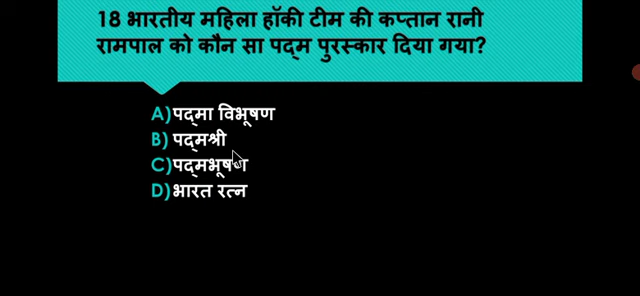 18 भारतीय महिला हॉकी टीम की कप्तान रानी
रामपाल को कौन सा पद्म पुरस्कार दिया गया?
A)पद्मा विभूषण
B) पद्मश्री
C)पद्मभूषण
D)भारत रत्न